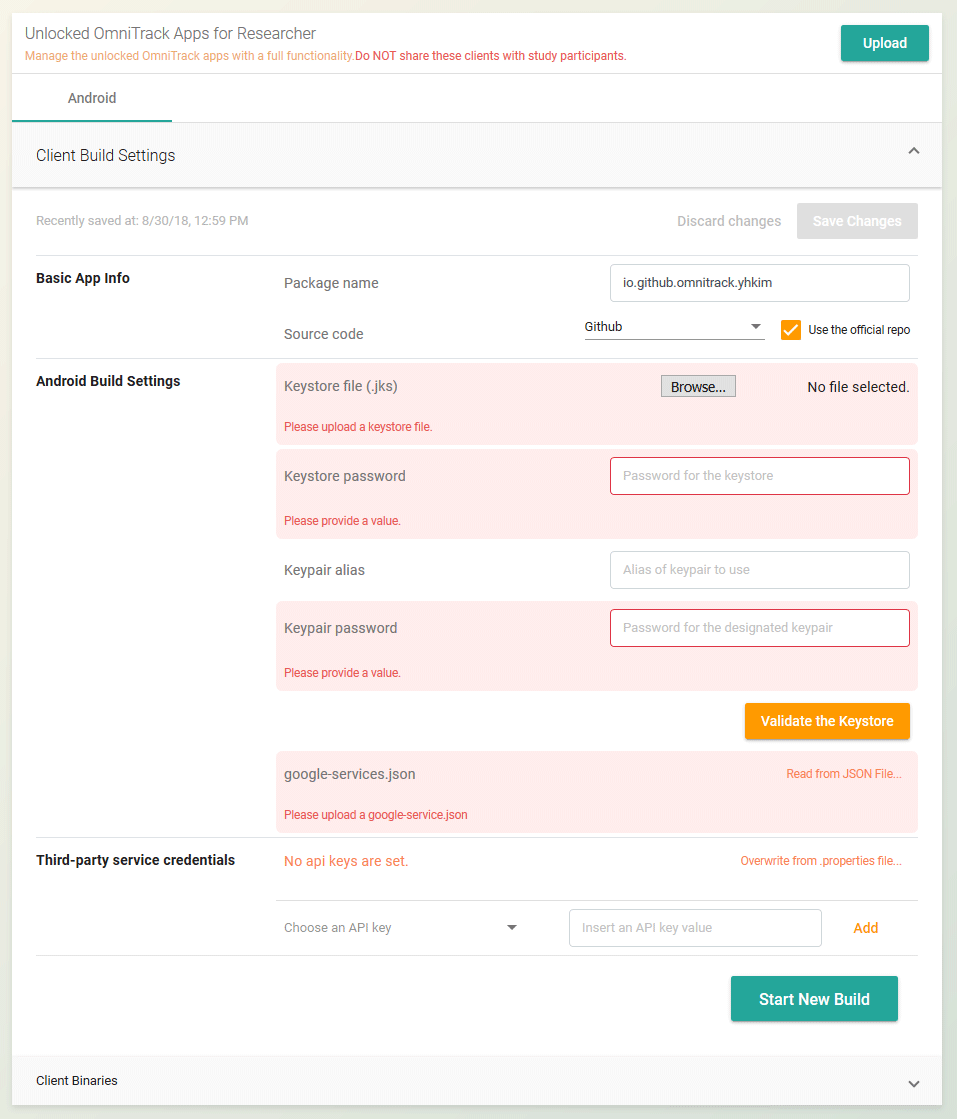 Unlocked OmniTrack Apps for Researcher
Manage the unlocked OmniTrack apps with a full functionality.Do NOT share these clients with study participants.
Upload
Android
Client Build Settings
Recently saved at: 8/30/18, 12:59 PM
Discard changes
Save Changes
Basic App Info
Package name
io.github.omnitrack.yhkim
Source code
Github
Use the official repo
Android Build Settings
Keystore file (.jks)
Browse...
No file selected.
Please upload a keystore file.
Keystore password
Password for the keystore
Please provide a value.
Keypair alias
Alias of keypair to use
Keypair password
Password for the designated keypair
Please provide a value.
Validate the Keystore
google-services.json
Read from JSON File...
Please upload a google-service.json
Third-party service credentials
No api keys are set.
Overwrite from .properties file...
Choose an API key
Insert an API key value
Add
Start New Build
Client Binaries